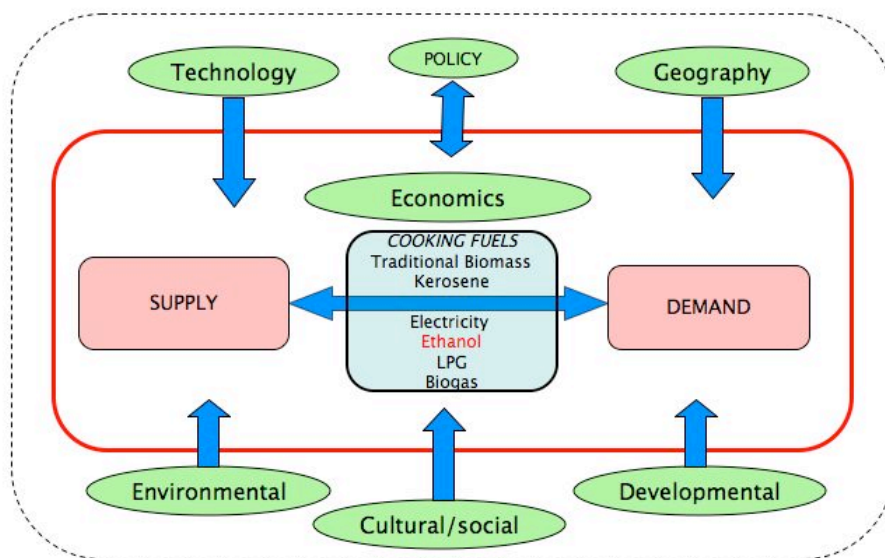 Technology
POLICY
Geography
Economics
COOKING FUELS
Traditional Biomass
Kerosene
SUPPLY
DEMAND
Electricity
Ethanol
LPG
Biogas
Environmental
Cultural/social
Developmental